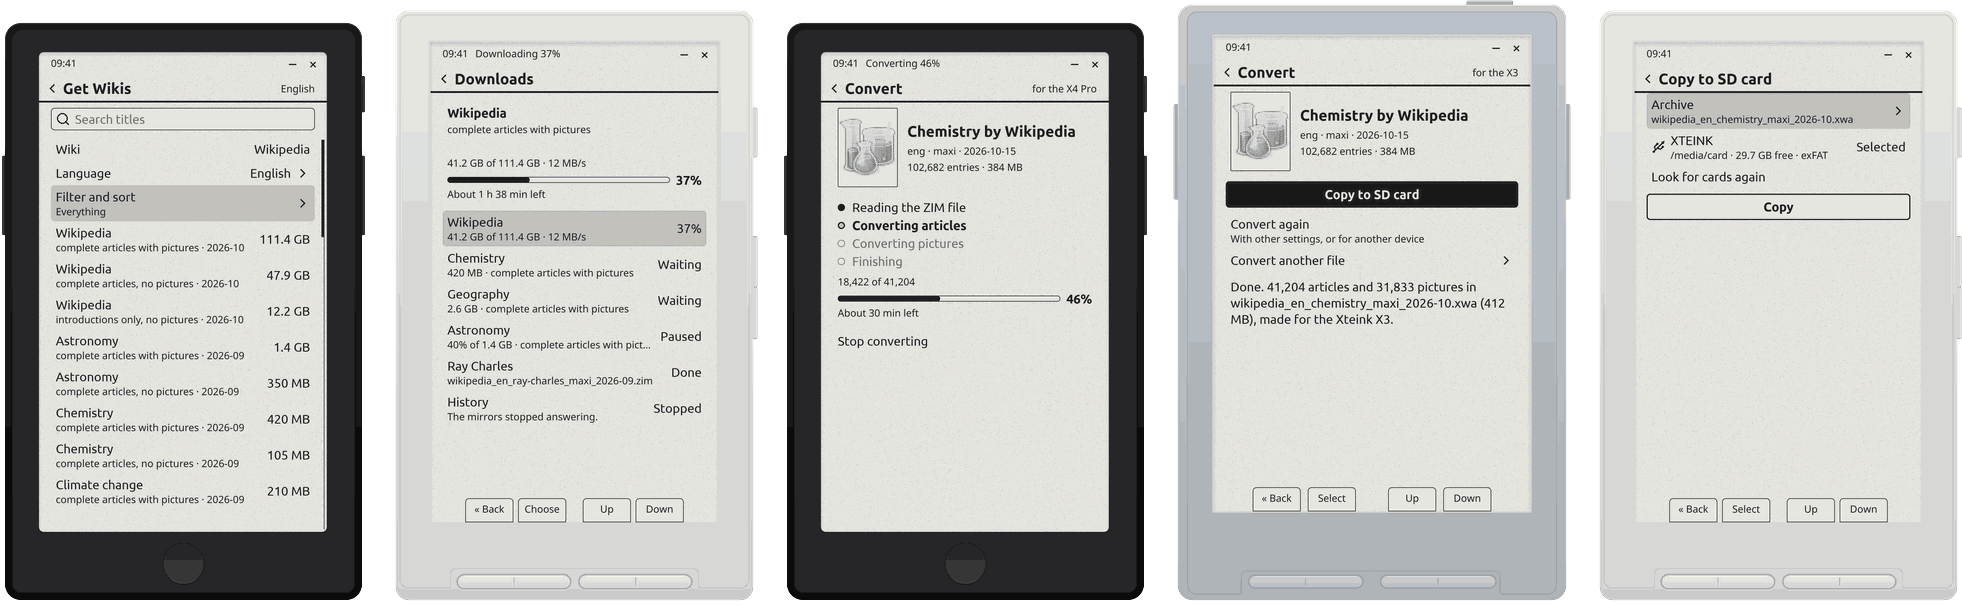 09:41
Get Wikis
English
Search titles
Wiki
Wikipedia
Language
English
Filter and sort
Everything
Wikipedia
complete articles with pictures · 2026-10
111.4 GB
Wikipedia
complete articles, no pictures · 2026-10
47.9 GB
Wikipedia
introductions only, no pictures · 2026-10
12.2 GB
Astronomy
complete articles with pictures · 2026-09
1.4 GB
Astronomy
complete articles, no pictures · 2026-09
350 MB
Chemistry
complete articles with pictures · 2026-09
420 MB
Chemistry
complete articles, no pictures · 2026-09
105 MB
Climate change
complete articles with pictures · 2026-09
210 MB
09:41 Downloading 37%
Downloads
Wikipedia
complete articles with pictures
41.2 GB of 111.4 GB · 12 MB/s
37%
About 1 h 38 min left
Wikipedia
41.2 GB of 111.4 GB · 12 MB/s
37%
Chemistry
420 MB · complete articles with pictures
Waiting
Geography
2.6 GB · complete articles with pictures
Waiting
Astronomy
40% of 1.4 GB · complete articles with pict...
Paused
Ray Charles
wikipedia_en_ray-charles_maxi_2026-09.zim
Done
History
The mirrors stopped answering.
Stopped
« Back Choose Up Down
09:41 Converting 46%
Convert
for the X4 Pro
Chemistry by Wikipedia
eng · maxi · 2026-10-15
102,682 entries · 384 MB
Reading the ZIM file
Converting articles
Converting pictures
Finishing
18,422 of 41,204
46%
About 30 min left
Stop converting
09:41
Convert
for the X3
Chemistry by Wikipedia
eng · maxi · 2026-10-15
102,682 entries · 384 MB
Copy to SD card
Convert again
With other settings, or for another device
Convert another file
Done. 41,204 articles and 31,833 pictures in
wikipedia_en_chemistry_maxi_2026-10.xwa (412
MB), made for the Xteink X3.
« Back Select Up Down
09:41
Copy to SD card
Archive
wikipedia_en_chemistry_maxi_2026-10.xwa
XTEINK
/media/card · 29.7 GB free · exFAT
Selected
Look for cards again
Copy
« Back Select Up Down